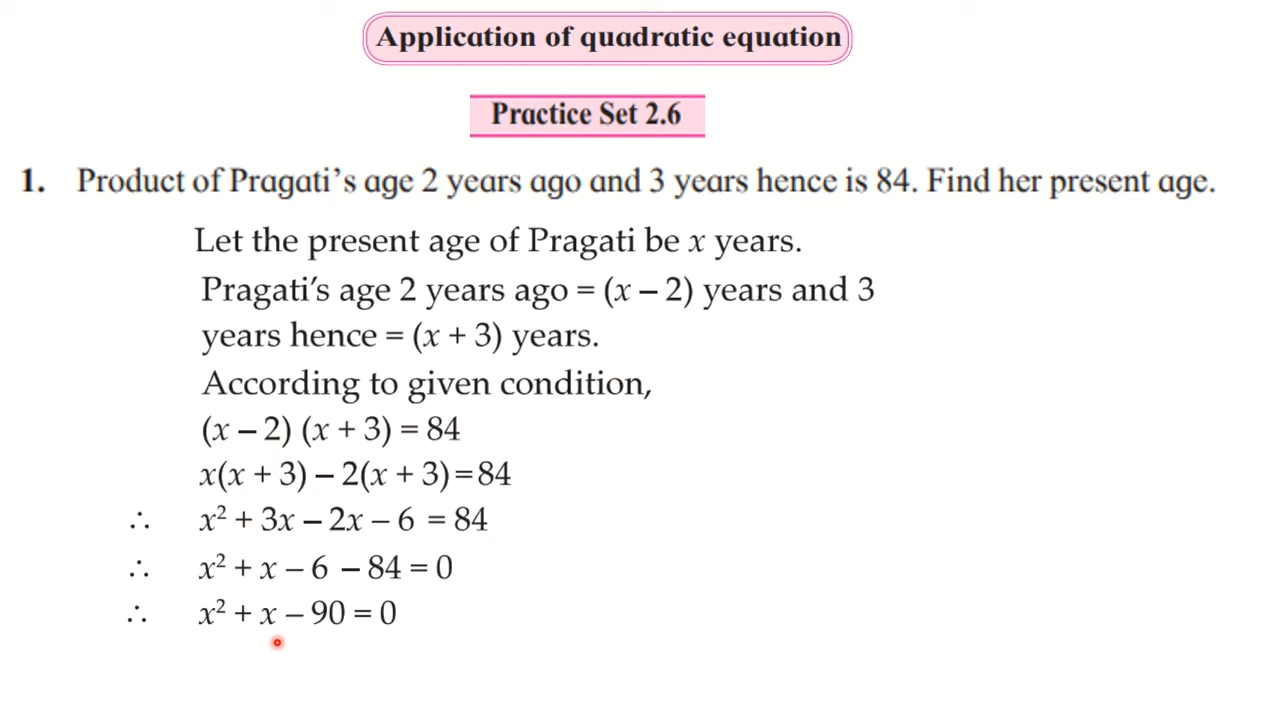 Application of quadratic equation
Practice Set 2.6
1. Product of Pragati's age 2 years ago and 3 years hence is 84. Find her present age.
Let the present age of Pragati be x years.
Pragati's age 2 years ago = (x – 2) years and 3
years hence = (x + 3) years.
According to given condition,
(x – 2) (x + 3) = 84
x(x + 3) – 2(x + 3) = 84
∴ x² + 3x – 2x – 6 = 84
∴ x² + x – 6 – 84 = 0
∴ x² + x – 90 = 0